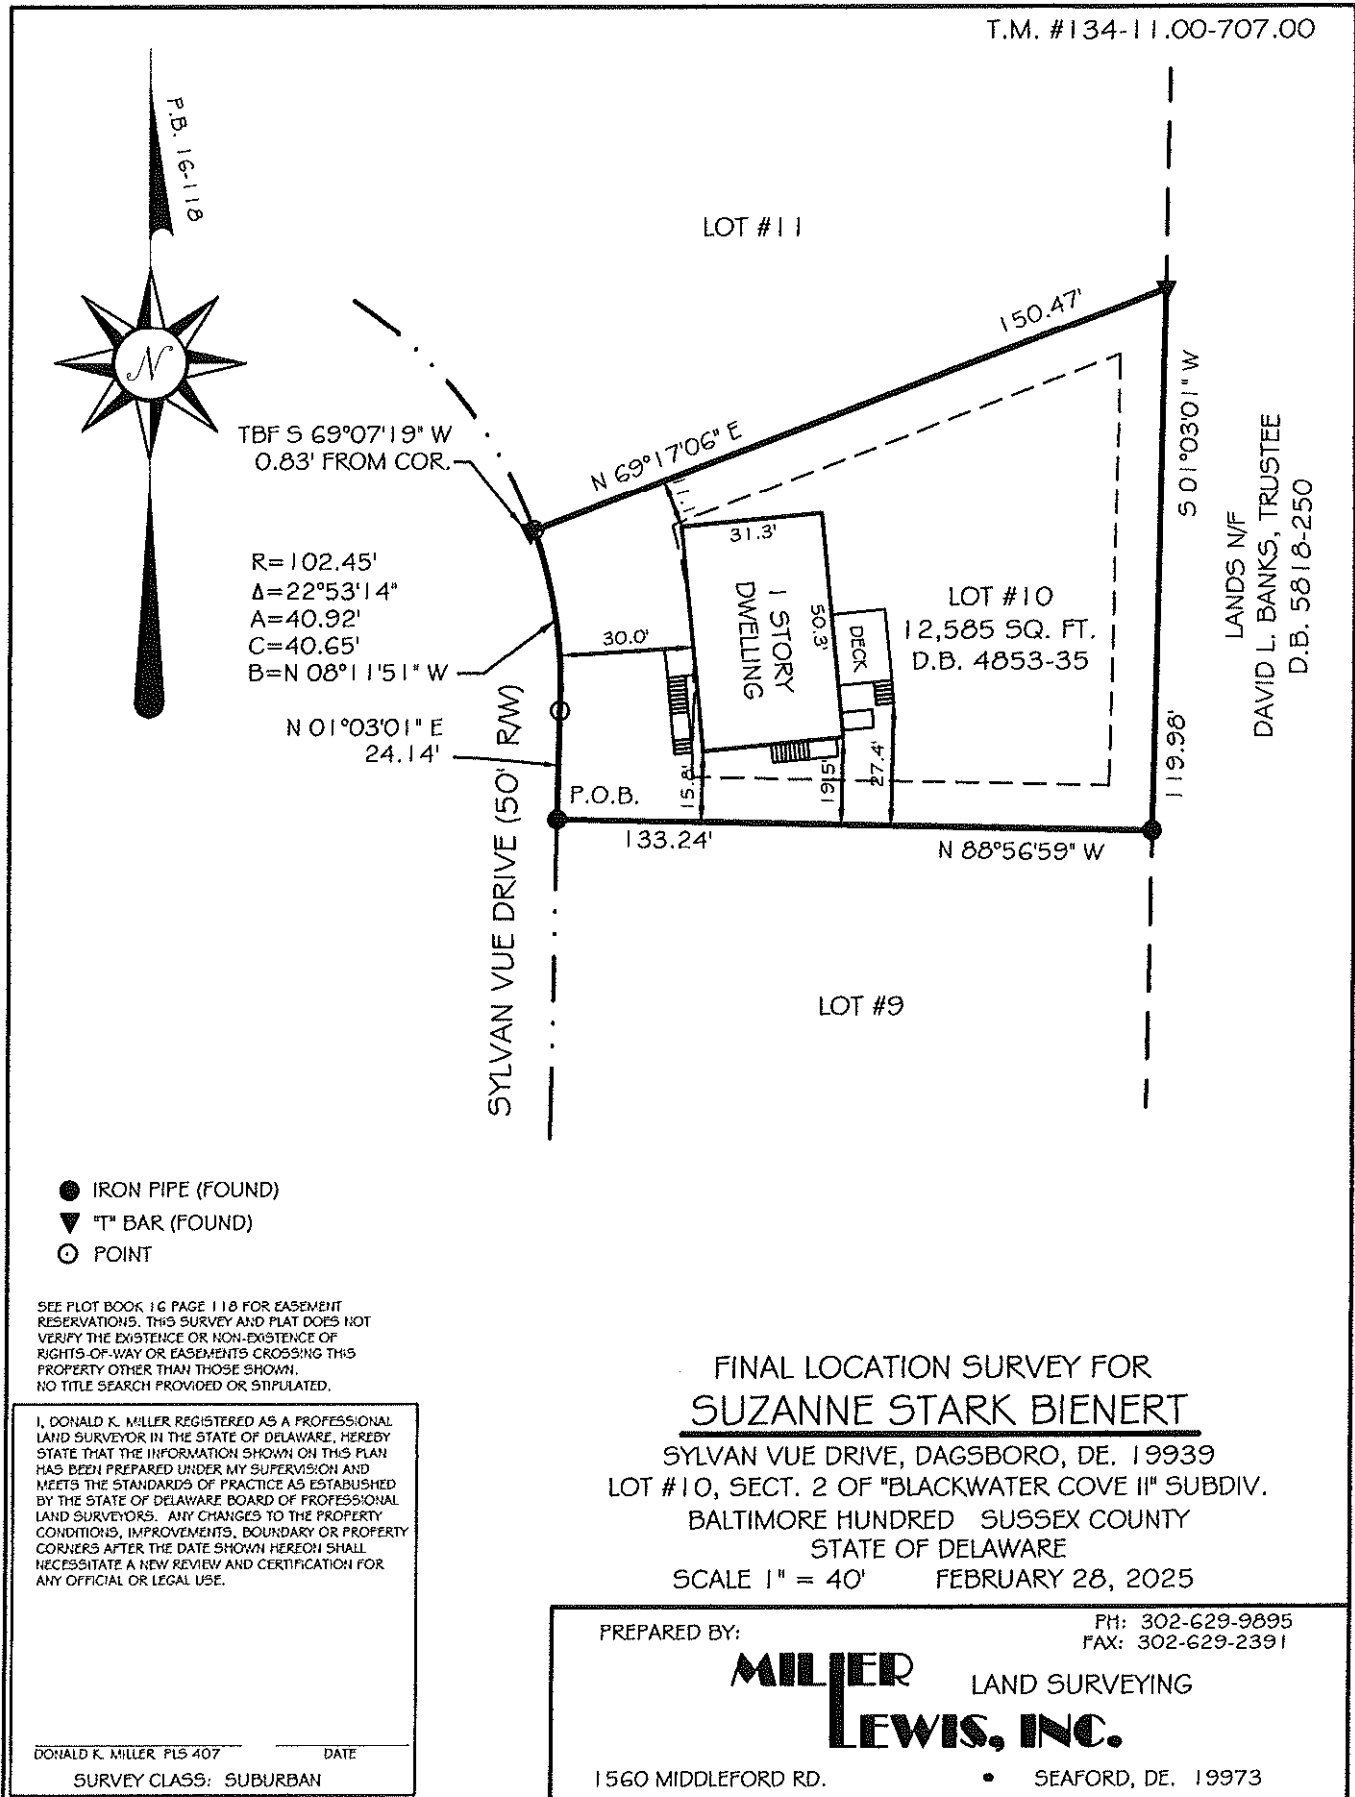 T.M. #134-11.00-707.00
P.B. 16-118
N
LOT #11
150.47'
N 69°17'06" E
TBF S 69°07'19" W
0.83' FROM COR.
S 01°03'01" W
119.98'
LANDS N/F
DAVID L. BANKS, TRUSTEE
D.B. 5818-250
R=102.45'
Δ=22°53'14"
A=40.92'
C=40.65'
B=N 08°11'51" W
N 01°03'01" E
24.14'
31.3'
50.3'
1 STORY
DWELLING
DECK
30.0'
LOT #10
12,585 SQ. FT.
D.B. 4853-35
15.8'
19.5'
27.4'
P.O.B.
133.24'
N 88°56'59" W
SYLVAN VUE DRIVE (50' R/W)
LOT #9
IRON PIPE (FOUND)
"T" BAR (FOUND)
POINT
SEE PLOT BOOK 16 PAGE 118 FOR EASEMENT
RESERVATIONS. THIS SURVEY AND PLAT DOES NOT
VERIFY THE EXISTENCE OR NON-EXISTENCE OF
RIGHTS-OF-WAY OR EASEMENTS CROSSING THIS
PROPERTY OTHER THAN THOSE SHOWN.
NO TITLE SEARCH PROVIDED OR STIPULATED.
I, DONALD K. MILLER REGISTERED AS A PROFESSIONAL
LAND SURVEYOR IN THE STATE OF DELAWARE, HEREBY
STATE THAT THE INFORMATION SHOWN ON THIS PLAN
HAS BEEN PREPARED UNDER MY SUPERVISION AND
MEETS THE STANDARDS OF PRACTICE AS ESTABLISHED
BY THE STATE OF DELAWARE BOARD OF PROFESSIONAL
LAND SURVEYORS. ANY CHANGES TO THE PROPERTY
CONDITIONS, IMPROVEMENTS, BOUNDARY OR PROPERTY
CORNERS AFTER THE DATE SHOWN HEREON SHALL
NECESSITATE A NEW REVIEW AND CERTIFICATION FOR
ANY OFFICIAL OR LEGAL USE.
DONALD K. MILLER PLS 407 DATE
SURVEY CLASS: SUBURBAN
FINAL LOCATION SURVEY FOR
SUZANNE STARK BIENERT
SYLVAN VUE DRIVE, DAGSBORO, DE. 19939
LOT #10, SECT. 2 OF "BLACKWATER COVE II" SUBDIV.
BALTIMORE HUNDRED SUSSEX COUNTY
STATE OF DELAWARE
SCALE 1" = 40' FEBRUARY 28, 2025
PREPARED BY:
PH: 302-629-9895
FAX: 302-629-2391
MILLER
LEWIS, INC.
LAND SURVEYING
1560 MIDDLEFORD RD. • SEAFORD, DE. 19973